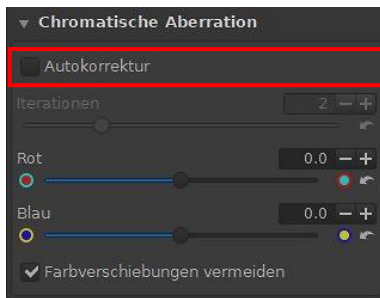 Chromatische Aberration
Autokorrektur
Iterationen 2
Rot 0.0
Blau 0.0
Farbverschiebungen vermeiden